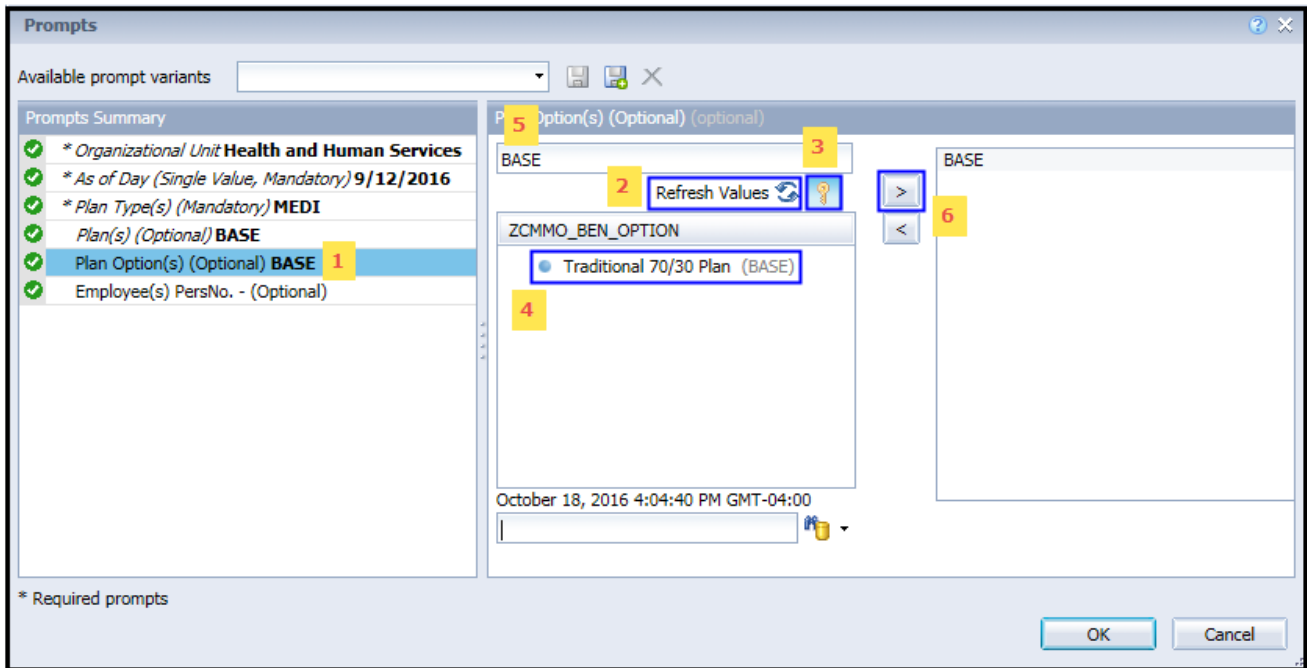 Prompts
Available prompt variants
Prompts Summary
* Organizational Unit Health and Human Services
* As of Day (Single Value, Mandatory) 9/12/2016
* Plan Type(s) (Mandatory) MEDI
Plan(s) (Optional) BASE
Plan Option(s) (Optional) BASE 1
Employee(s) PersNo. - (Optional)
5 Option(s) (Optional) (optional)
BASE 3
2 Refresh Values
ZCMMO_BEN_OPTION
Traditional 70/30 Plan (BASE)
4
October 18, 2016 4:04:40 PM GMT-04:00
>
<
6
BASE
* Required prompts
OK Cancel